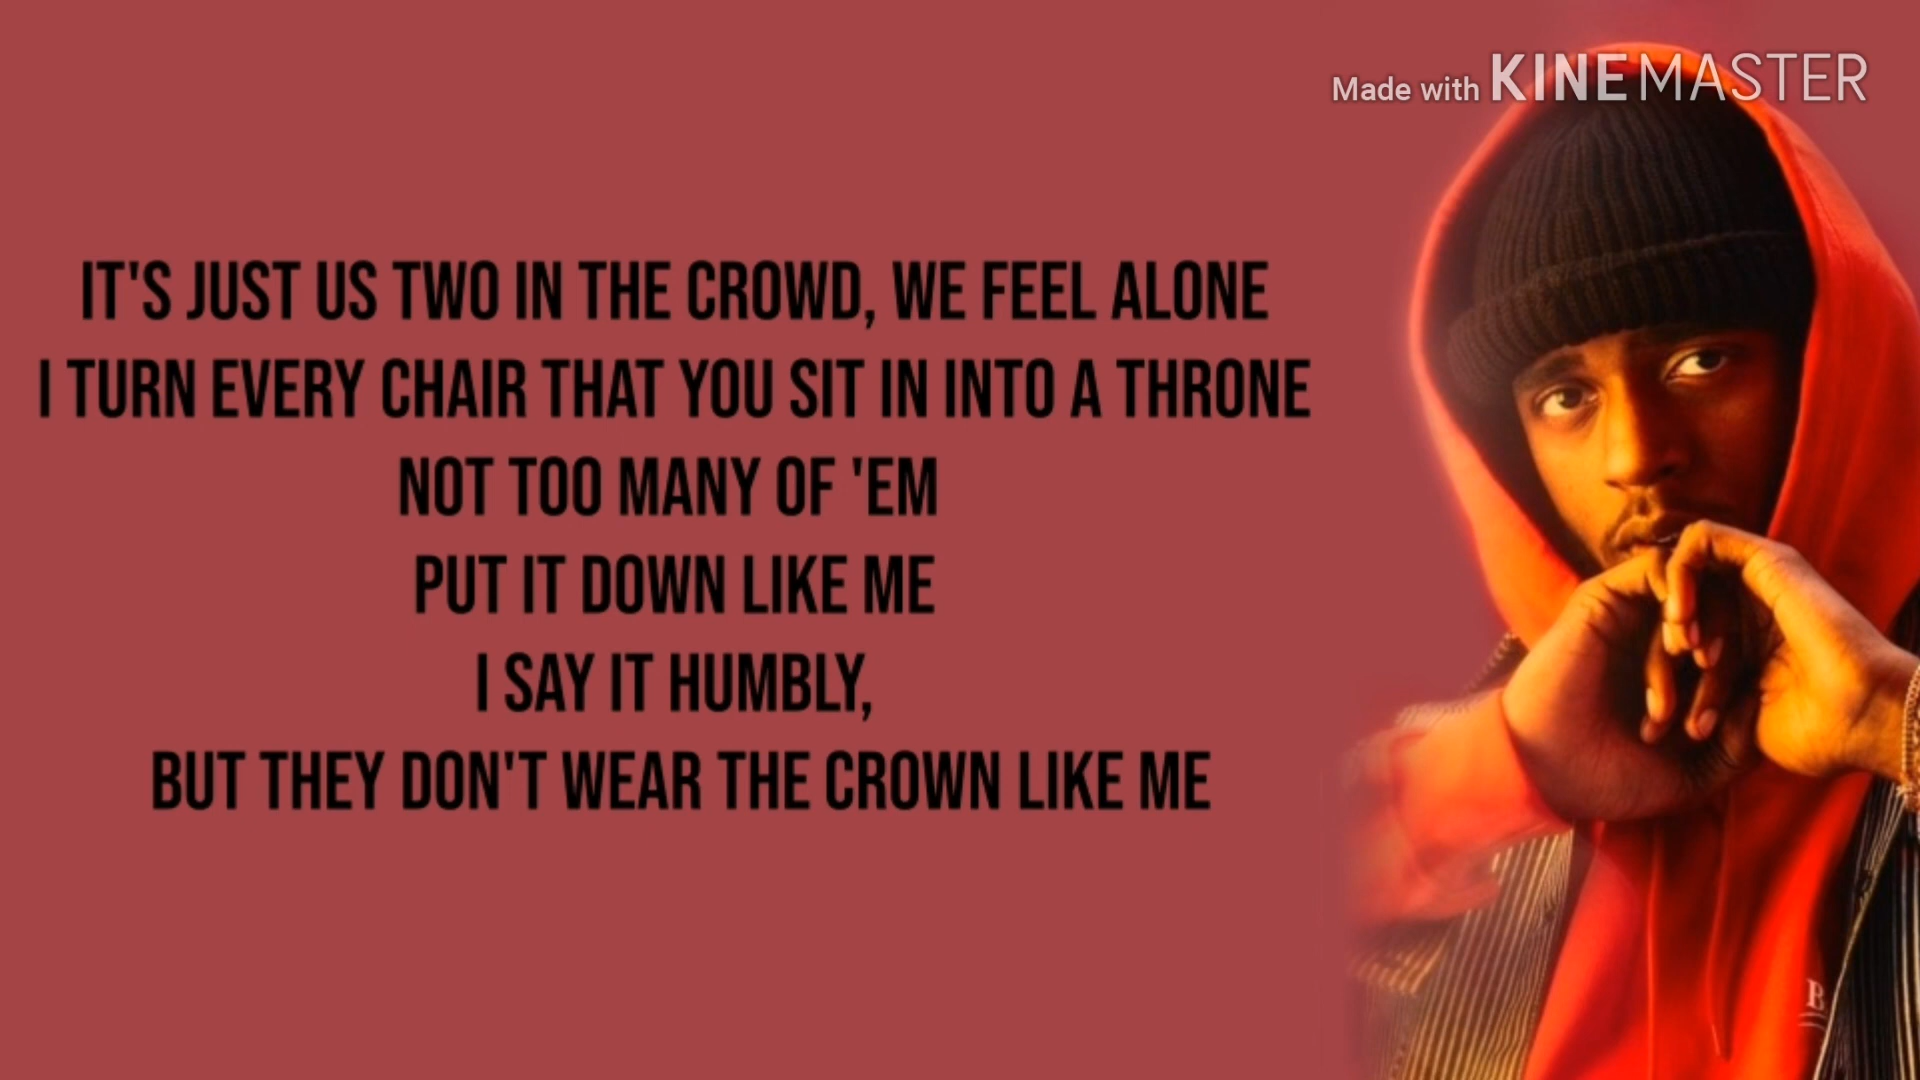 Made with KINEMASTER
IT'S JUST US TWO IN THE CROWD, WE FEEL ALONE
I TURN EVERY CHAIR THAT YOU SIT IN INTO A THRONE
NOT TOO MANY OF 'EM
PUT IT DOWN LIKE ME
I SAY IT HUMBLY,
BUT THEY DON'T WEAR THE CROWN LIKE ME
B